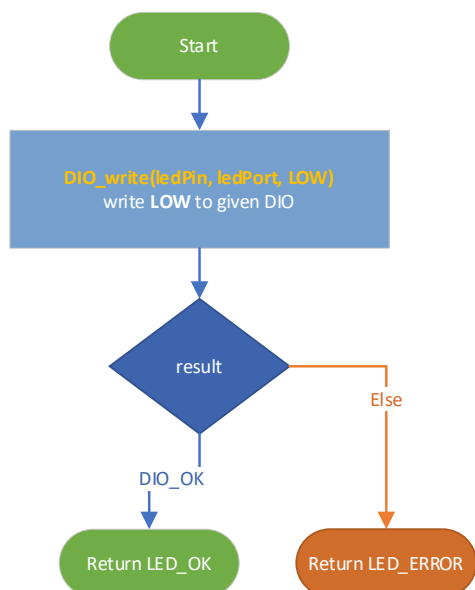 Start
DIO_write(ledPin, ledPort, LOW)
write LOW to given DIO
result
Else
DIO_OK
Return LED_OK
Return LED_ERROR